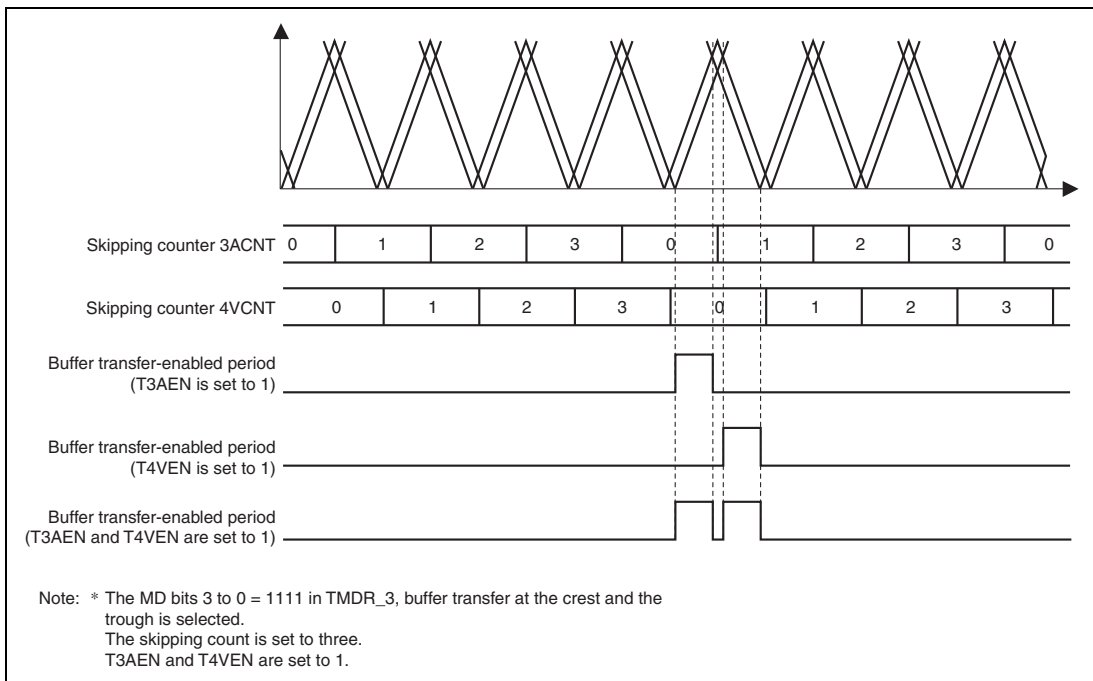 Skipping counter 3ACNT 0 1 2 3 0 1 2 3 0
Skipping counter 4VCNT 0 1 2 3 0 1 2 3
Buffer transfer-enabled period
(T3AEN is set to 1)
Buffer transfer-enabled period
(T4VEN is set to 1)
Buffer transfer-enabled period
(T3AEN and T4VEN are set to 1)
Note: * The MD bits 3 to 0 = 1111 in TMDR_3, buffer transfer at the crest and the
trough is selected.
The skipping count is set to three.
T3AEN and T4VEN are set to 1.